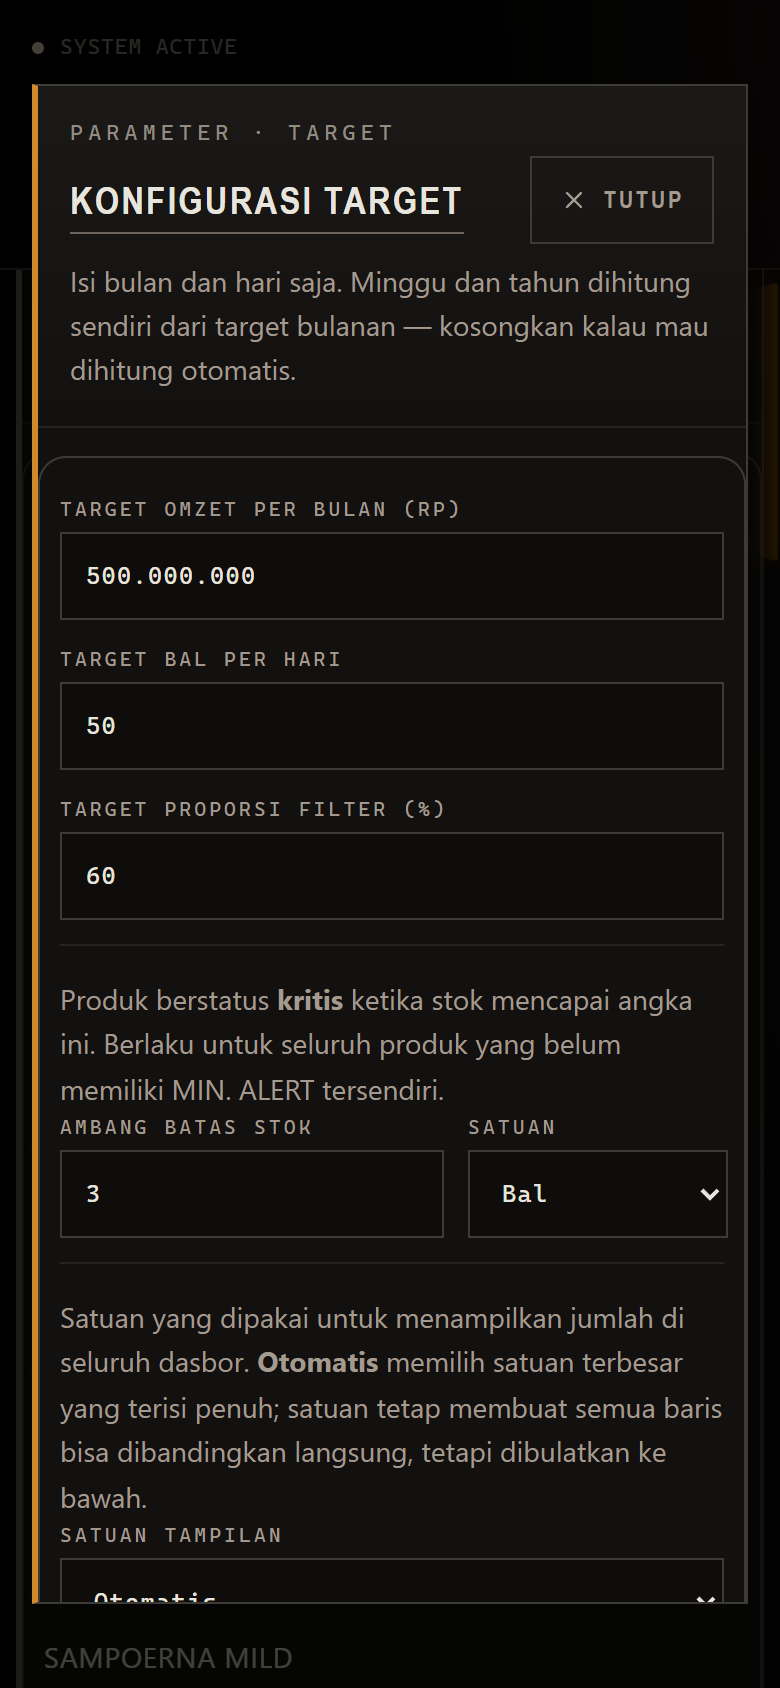 SYSTEM ACTIVE
PARAMETER · TARGET
KONFIGURASI TARGET
× TUTUP
Isi bulan dan hari saja. Minggu dan tahun dihitung
sendiri dari target bulanan — kosongkan kalau mau
dihitung otomatis.
TARGET OMZET PER BULAN (RP)
500.000.000
TARGET BAL PER HARI
50
TARGET PROPORSI FILTER (%)
60
Produk berstatus kritis ketika stok mencapai angka
ini. Berlaku untuk seluruh produk yang belum
memiliki MIN. ALERT tersendiri.
AMBANG BATAS STOK
SATUAN
3
Bal
Satuan yang dipakai untuk menampilkan jumlah di
seluruh dasbor. Otomatis memilih satuan terbesar
yang terisi penuh; satuan tetap membuat semua baris
bisa dibandingkan langsung, tetapi dibulatkan ke
bawah.
SATUAN TAMPILAN
Otomatis
SAMPOERNA MILD